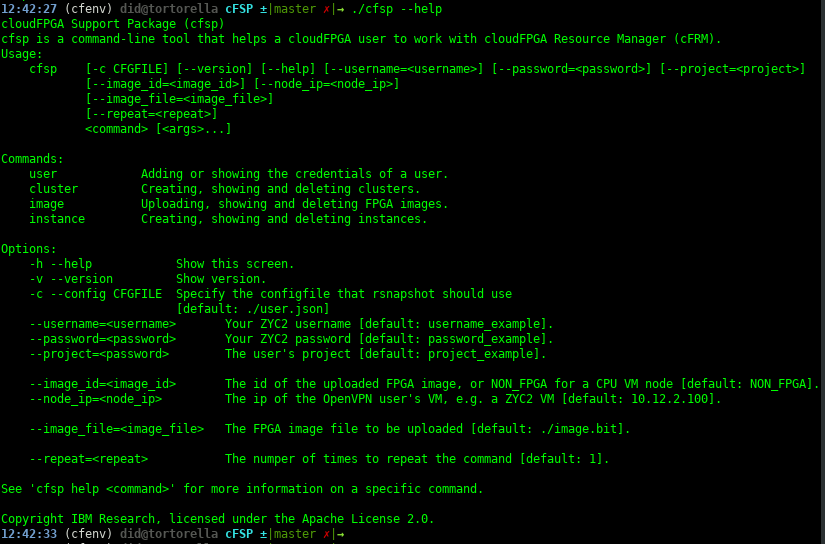 12:42:27 (cfenv) did@tortorella cFSP ±|master ✗|→ ./cfsp --help
cloudFPGA Support Package (cfsp)
cfsp is a command-line tool that helps a cloudFPGA user to work with cloudFPGA Resource Manager (cFRM).
Usage:
    cfsp    [-c CFGFILE] [--version] [--help] [--username=<username>] [--password=<password>] [--project=<project>]
            [--image_id=<image_id>] [--node_ip=<node_ip>]
            [--image_file=<image_file>]
            [--repeat=<repeat>]
            <command> [<args>...]
Commands:
    user            Adding or showing the credentials of a user.
    cluster         Creating, showing and deleting clusters.
    image           Uploading, showing and deleting FPGA images.
    instance        Creating, showing and deleting instances.
Options:
    -h --help            Show this screen.
    -v --version         Show version.
    -c --config CFGFILE  Specify the configfile that rsnapshot should use
                         [default: ./user.json]
    --username=<username>       Your ZYC2 username [default: username_example].
    --password=<password>       Your ZYC2 password [default: password_example].
    --project=<password>        The user's project [default: project_example].
    --image_id=<image_id>       The id of the uploaded FPGA image, or NON_FPGA for a CPU VM node [default: NON_FPGA].
    --node_ip=<node_ip>         The ip of the OpenVPN user's VM, e.g. a ZYC2 VM [default: 10.12.2.100].
    --image_file=<image_file>   The FPGA image file to be uploaded [default: ./image.bit].
    --repeat=<repeat>           The numper of times to repeat the command [default: 1].
See 'cfsp help <command>' for more information on a specific command.
Copyright IBM Research, licensed under the Apache License 2.0.
12:42:33 (cfenv) did@tortorella cFSP ±|master ✗|→